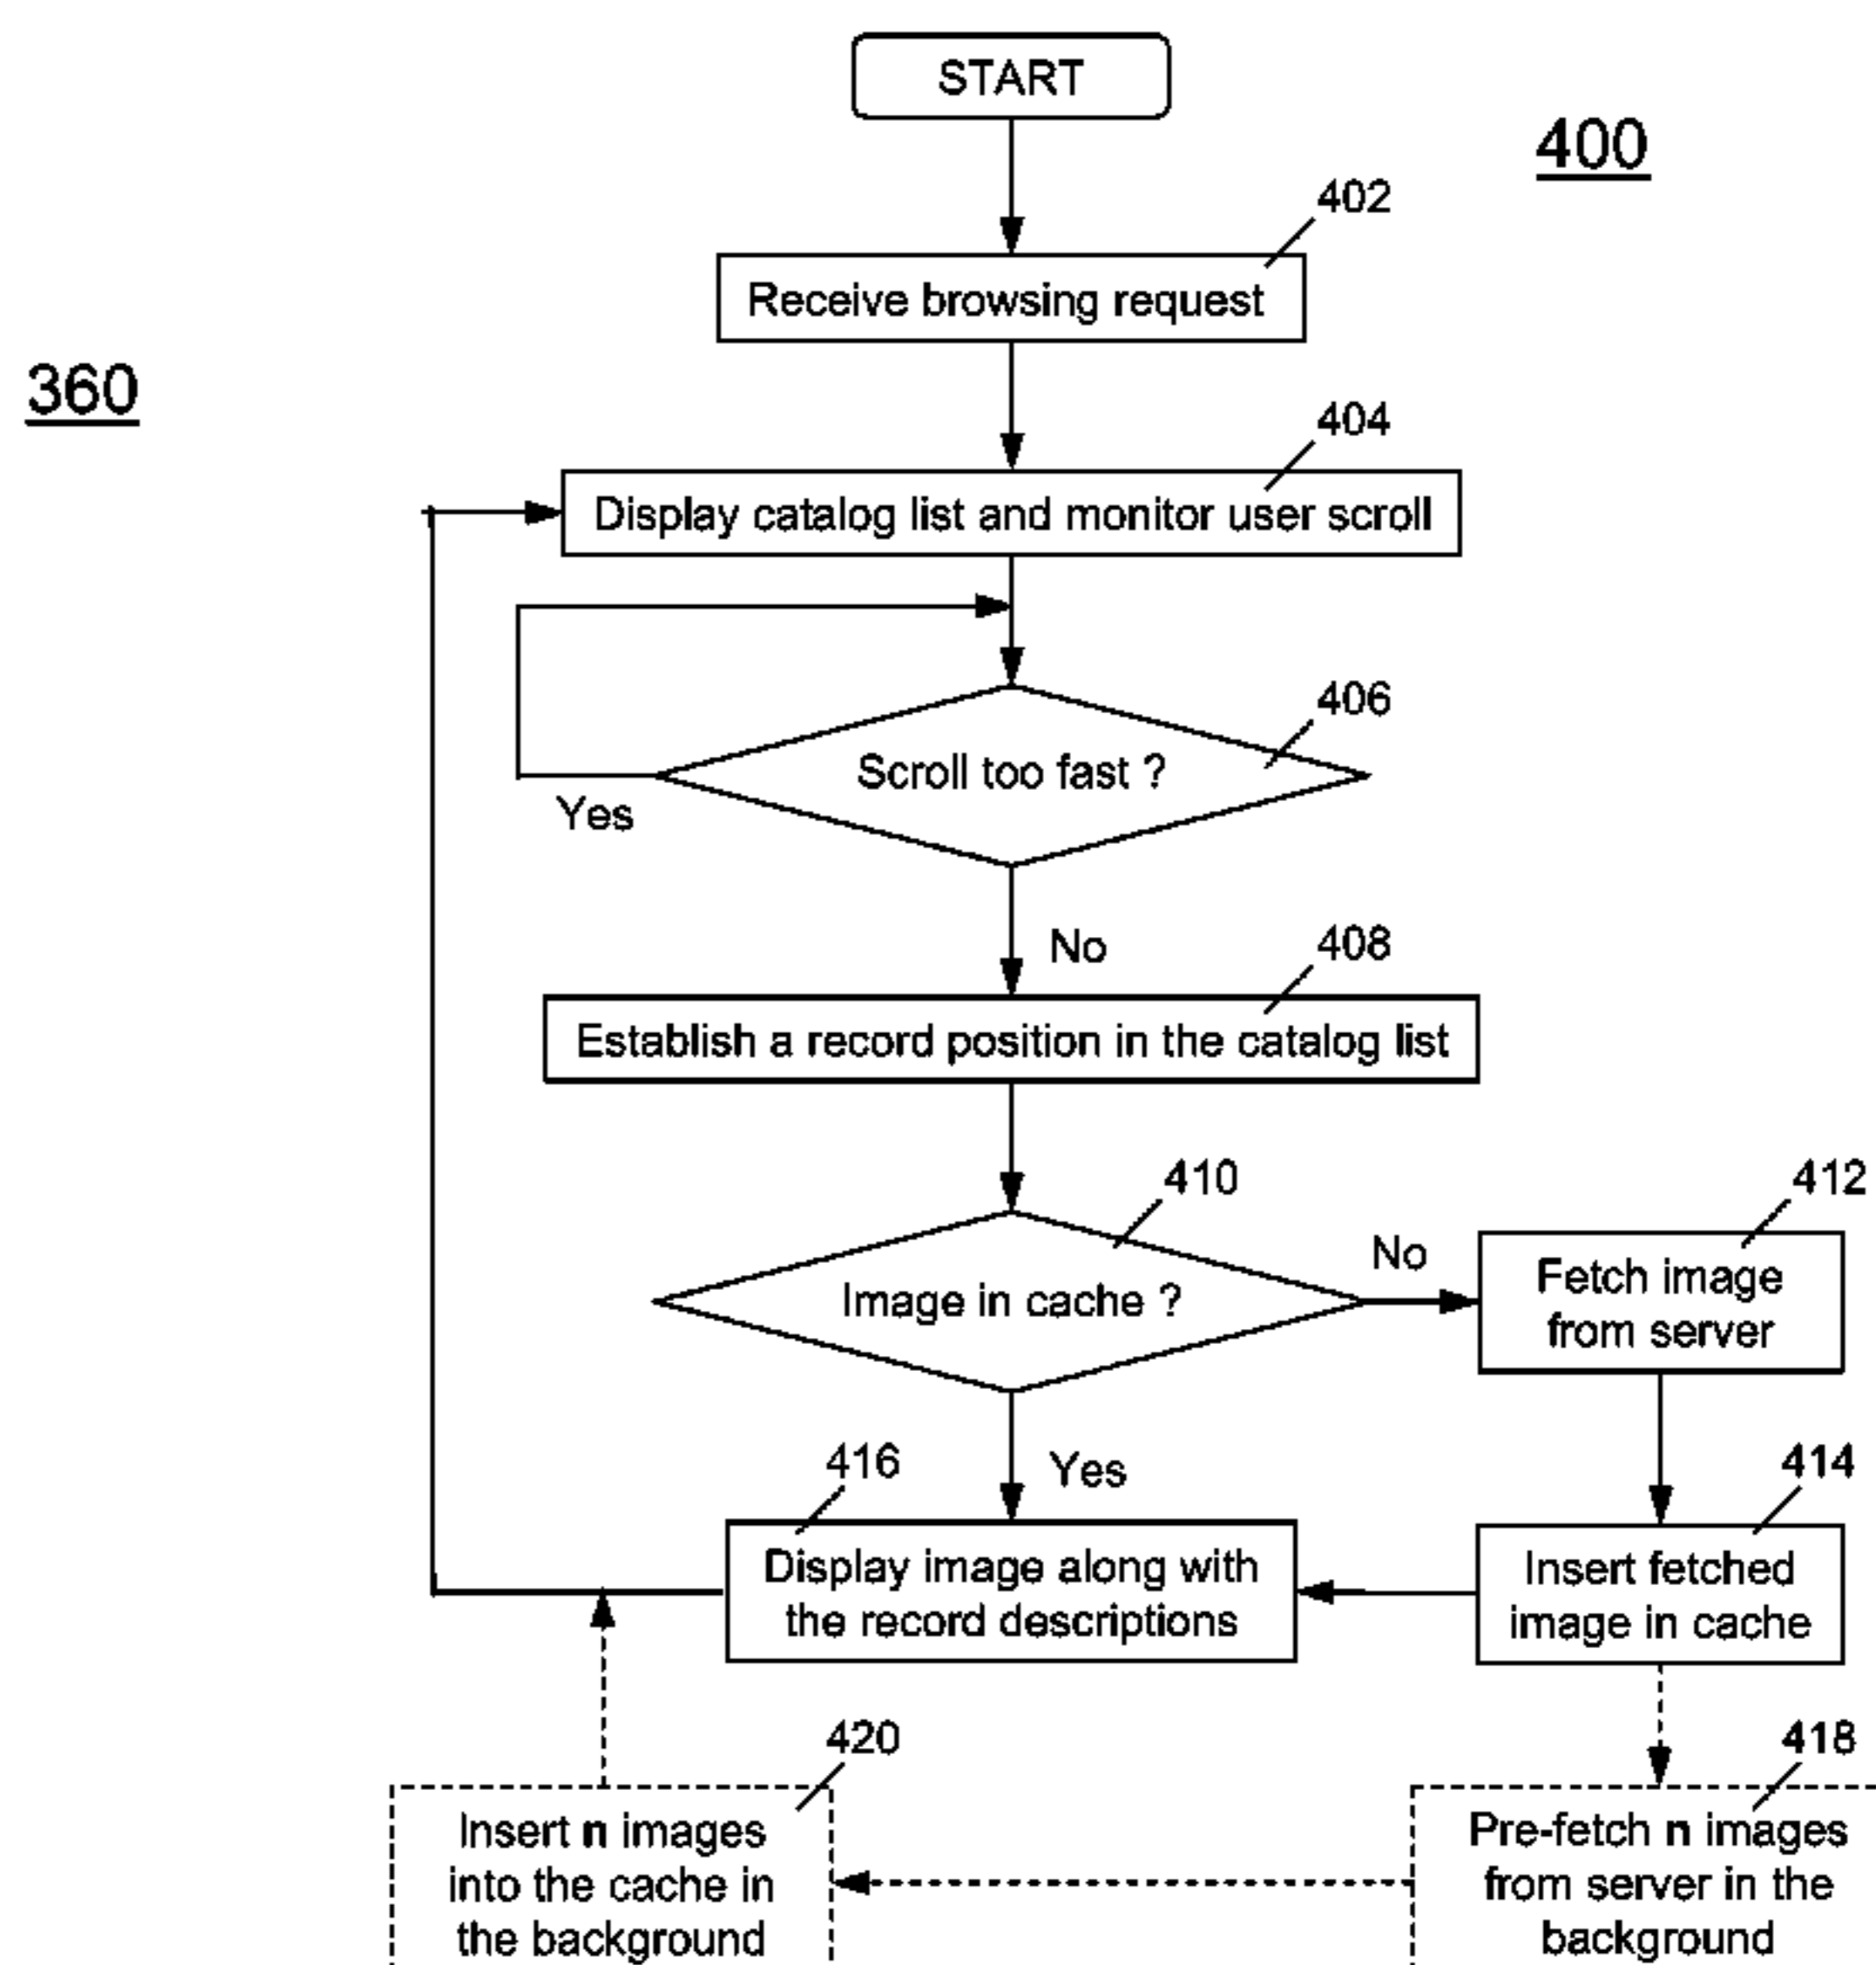 START
400
402
Receive browsing request
360
404
Display catalog list and monitor user scroll
406
Scroll too fast ?
Yes
No
408
Establish a record position in the catalog list
410
412
Image in cache ?
No
Fetch image
from server
416
Yes
414
Display image along with
the record descriptions
Insert fetched
image in cache
420
418
Insert n images
into the cache in
the background
Pre-fetch n images
from server in the
background